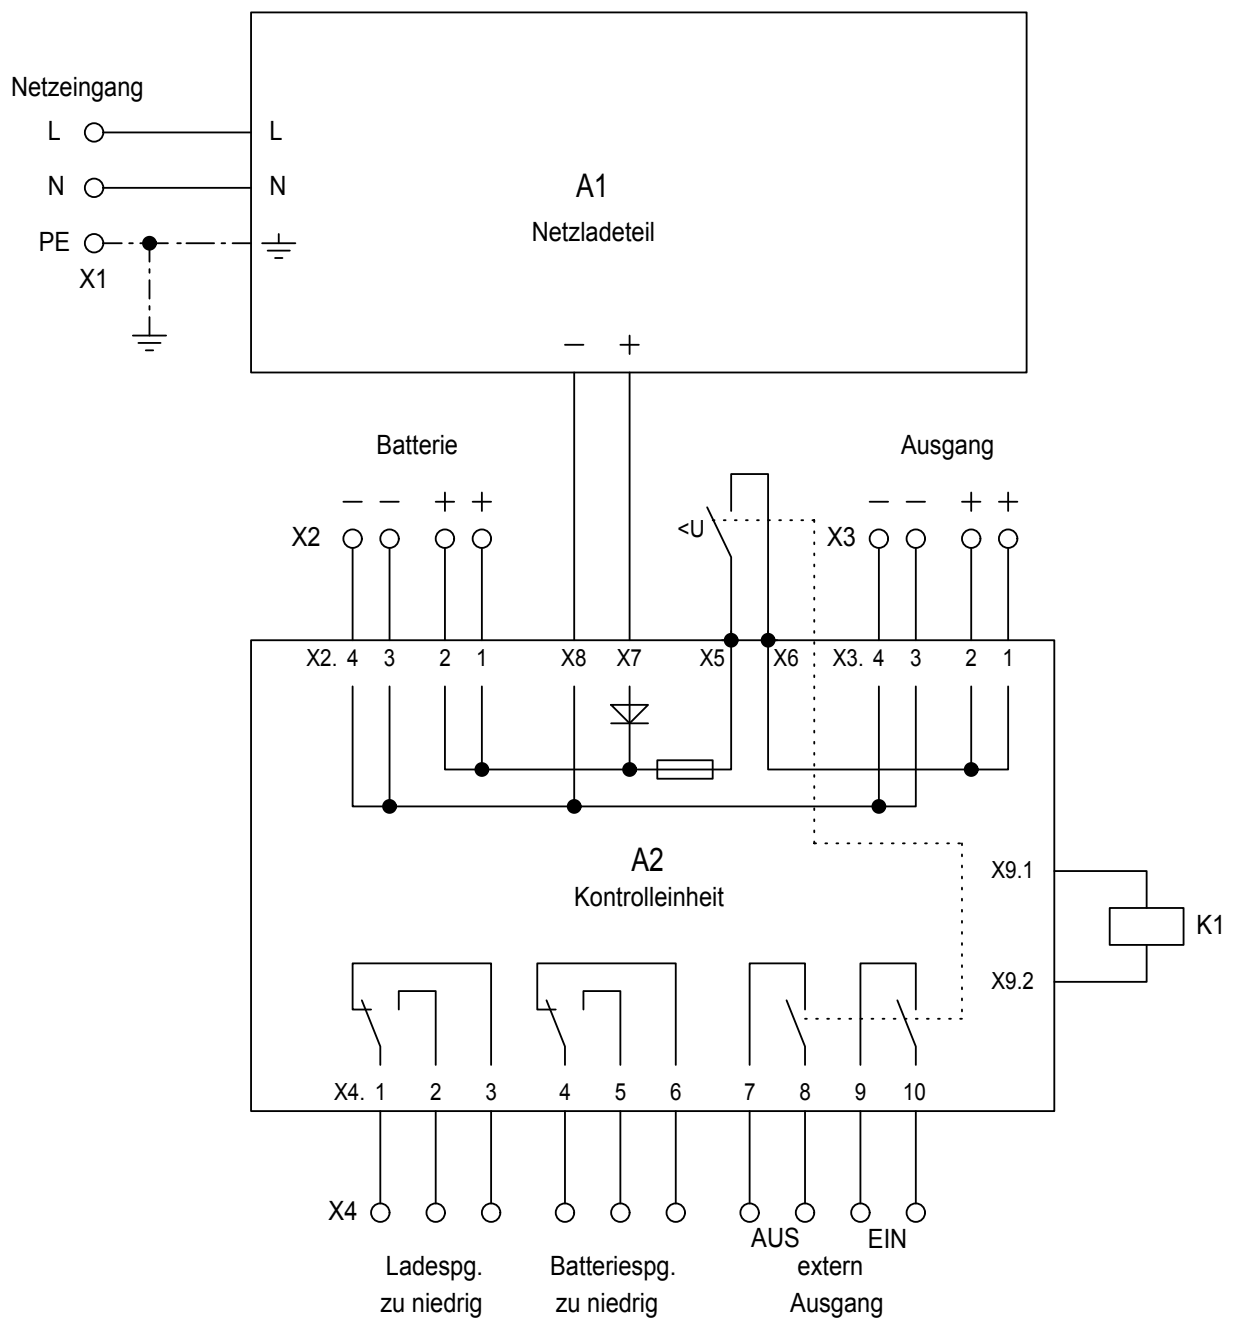 Netzeingang
L L
N N
A1
Netzladeteil
PE
X1
− +
Batterie Ausgang
− − + + − − + +
X2 <U X3
X2. 4 3 2 1 X8 X7 X5 X6 X3. 4 3 2 1
A2
Kontrolleinheit
X9.1
K1
X9.2
X4. 1 2 3 4 5 6 7 8 9 10
X4
AUS EIN
Ladespg. Batteriespg. extern
zu niedrig zu niedrig Ausgang